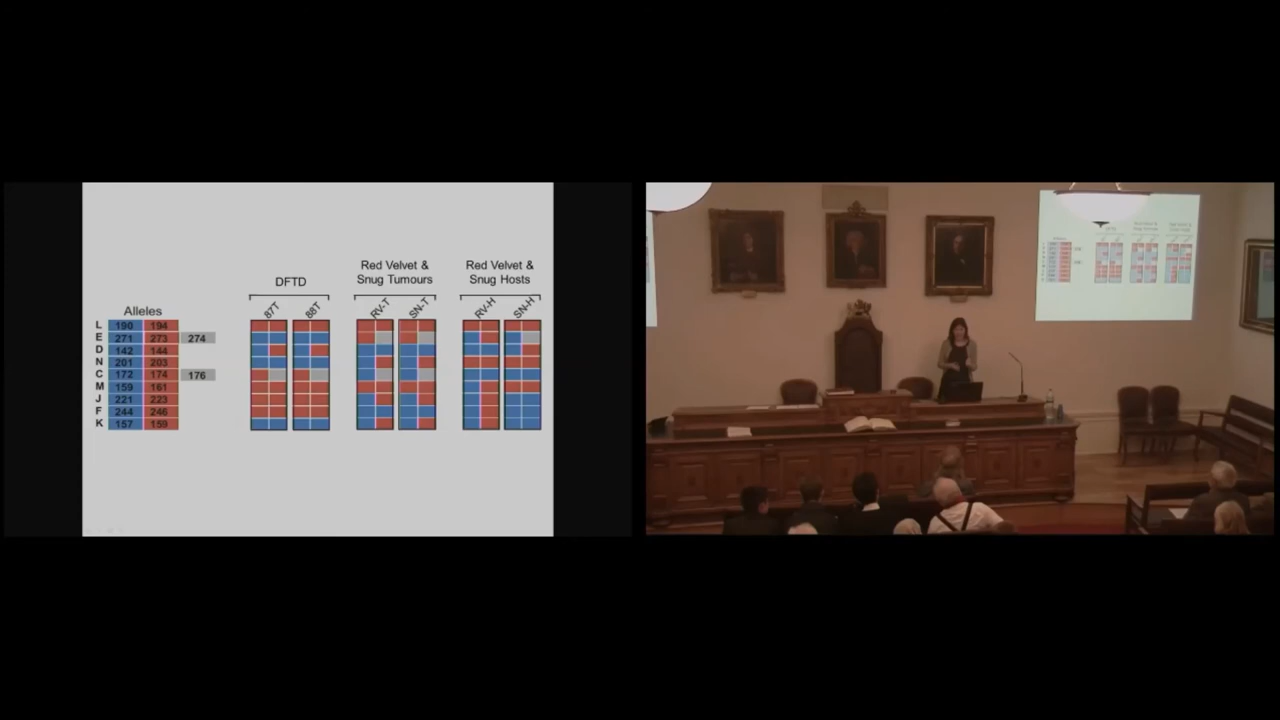 Red Velvet &
Snug Tumours
Red Velvet &
Snug Hosts
DFTD
87T
88T
RV-T
SN-T
RV-H
SN-H
Alleles
L 190 194
E 271 273 274
D 142 144
N 201 203
C 172 174 176
M 159 161
J 221 223
F 244 246
K 157 159